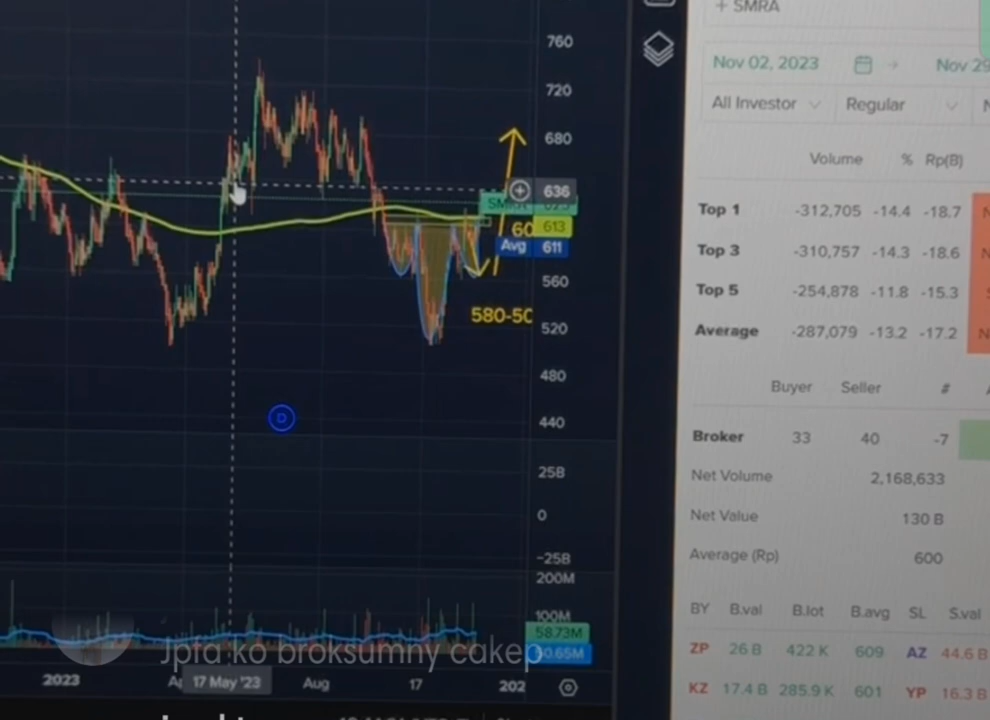 + SMRA
760
Nov 02, 2023 → Nov 29
720
All Investor Regular
680
Volume % Rp(B)
636
Top 1 -312,705 -14.4 -18.7
613
Avg 611
Top 3 -310,757 -14.3 -18.6
560
Top 5 -254,878 -11.8 -15.3
580-50
520
Average -287,079 -13.2 -17.2
480
Buyer Seller #
D
440
Broker 33 40 -7
25B
Net Volume 2,168,633
0
Net Value 130 B
-25B
Average (Rp) 600
200M
100M
BY B.val B.lot B.avg SL S.val
58.73M
Jpfa ko broksumny cakep
ZP 26 B 422 K 609 AZ 44.6 B
2023 17 May '23 Aug 17 202
KZ 17.4 B 285.9 K 601 YP 16.3 B